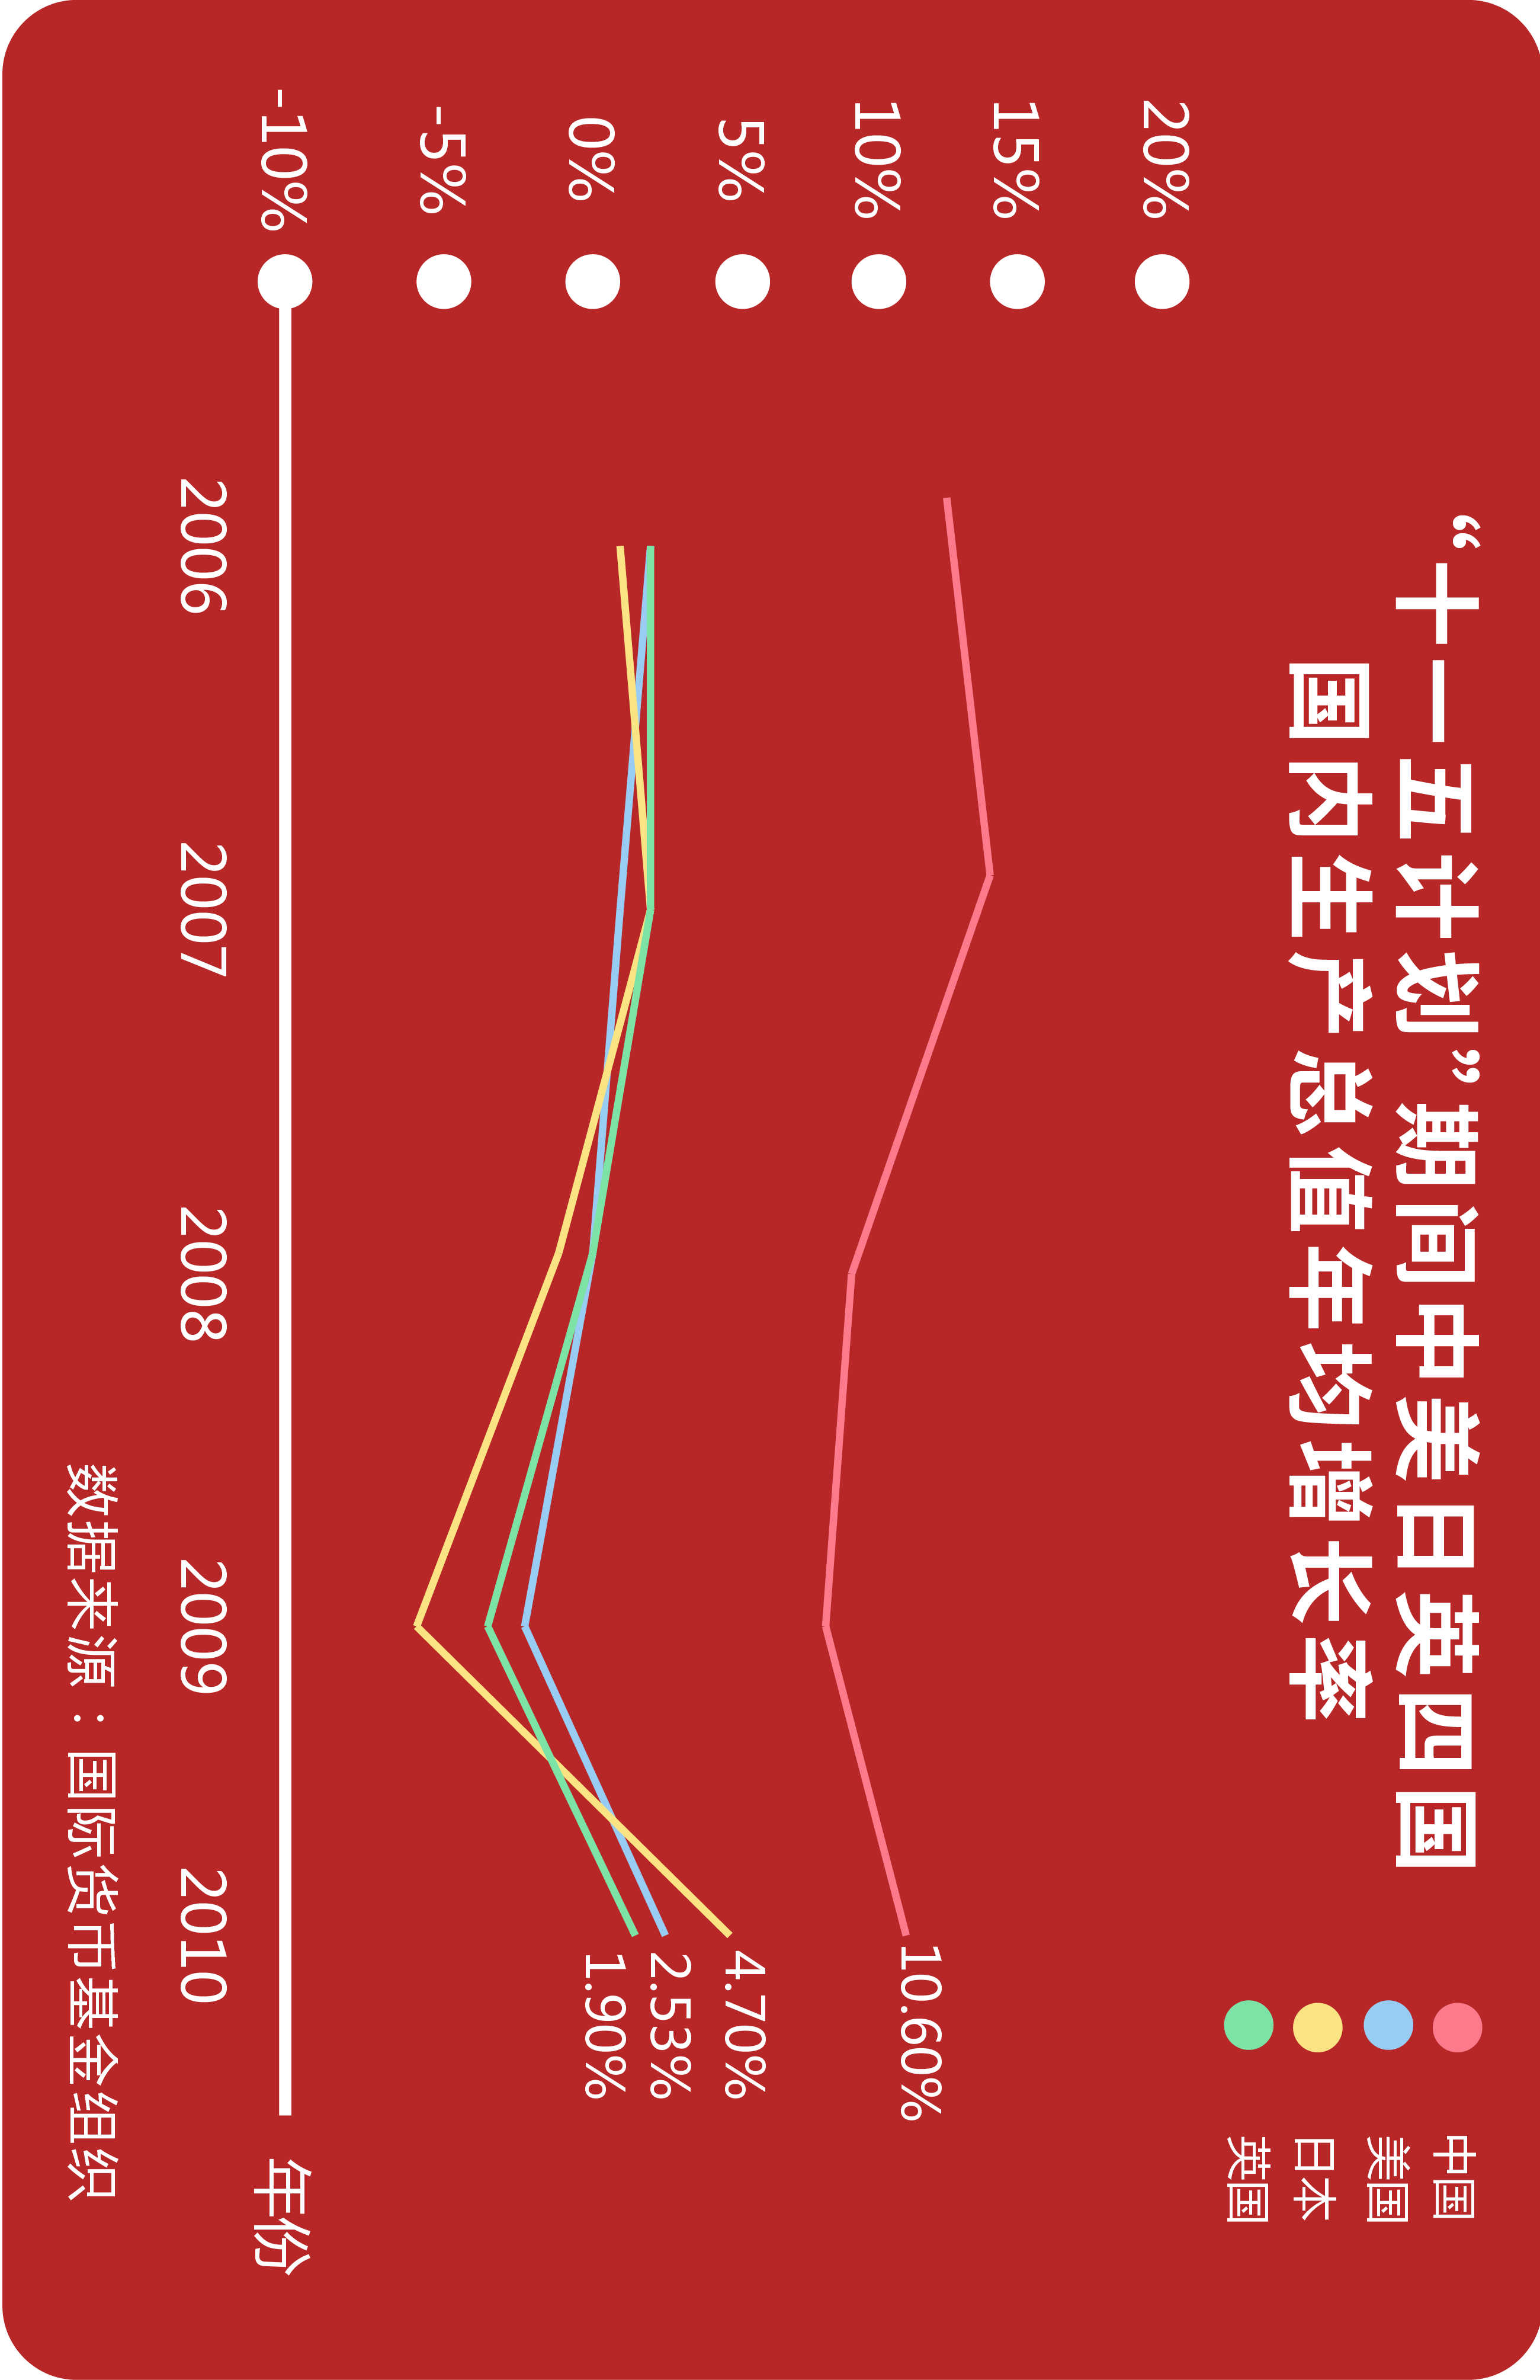 “十一五计划”期间中美日英四国
国内生产总值年均增长率
中国
美国
日本
英国
20%
15%
10%
5%
0%
-5%
-10%
10.60%
4.70%
2.53%
1.90%
年份
2006
2007
2008
2009
2010
数据来源：国际货币基金组织